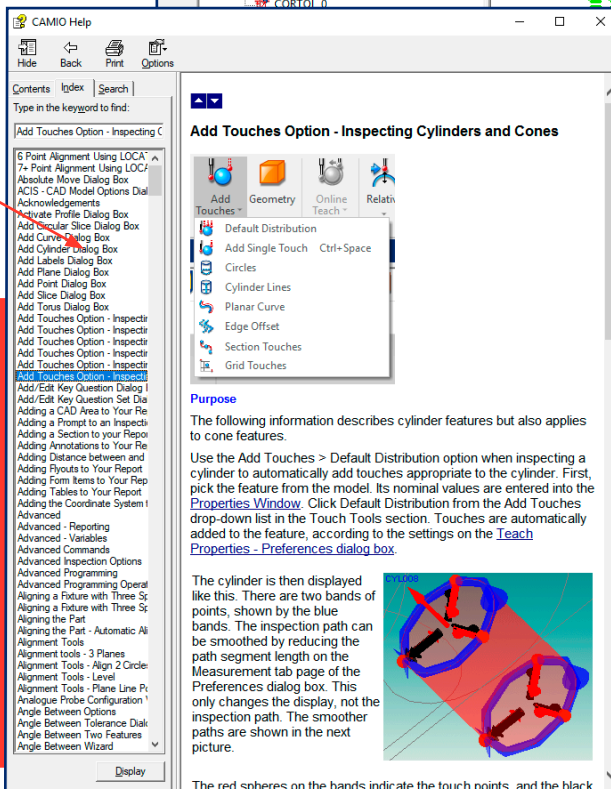 CORTOL_0
CAMIO Help
Hide Back Print Options
Contents Index Search
Type in the keyword to find:
Add Touches Option - Inspecting C
6 Point Alignment Using LOCAT
7+ Point Alignment Using LOCA
Absolute Move Dialog Box
ACIS - CAD Model Options Dial
Acknowledgements
Activate Profile Dialog Box
Add Circular Slice Dialog Box
Add Curve Dialog Box
Add Cylinder Dialog Box
Add Labels Dialog Box
Add Plane Dialog Box
Add Point Dialog Box
Add Slice Dialog Box
Add Torus Dialog Box
Add Touches Option - Inspectin
Add Touches Option - Inspectin
Add Touches Option - Inspectin
Add Touches Option - Inspectin
Add Touches Option - Inspectin
Add Touches Option - Inspectin
Add/Edit Key Question Dialog I
Add/Edit Key Question Set Dia
Adding a CAD Area to Your Re
Adding a Prompt to an Inspecti
Adding a Section to your Repor
Adding Annotations to Your Re
Adding Distance between and
Adding Flyouts to Your Report
Adding Form Items to Your Rep
Adding Tables to Your Report
Adding the Coordinate System t
Advanced
Advanced - Reporting
Advanced - Variables
Advanced Commands
Advanced Inspection Options
Advanced Programming
Advanced Programming Operat
Aligning a Fixture with Three Sp
Aligning a Fixture with Three Sp
Aligning the Part
Aligning the Part - Automatic Ali
Alignment Tools
Alignment tools - 3 Planes
Alignment Tools - Align 2 Circles
Alignment Tools - Level
Alignment Tools - Plane Line Po
Analogue Probe Configuration
Angle Between Options
Angle Between Tolerance Dialo
Angle Between Two Features
Angle Between Wizard
Display
Add Touches Option - Inspecting Cylinders and Cones
Add Touches Geometry Online Teach Relativ
Default Distribution
Add Single Touch Ctrl+Space
Circles
Cylinder Lines
Planar Curve
Edge Offset
Section Touches
Grid Touches
Purpose
The following information describes cylinder features but also applies
to cone features.
Use the Add Touches > Default Distribution option when inspecting a
cylinder to automatically add touches appropriate to the cylinder. First,
pick the feature from the model. Its nominal values are entered into the
Properties Window. Click Default Distribution from the Add Touches
drop-down list in the Touch Tools section. Touches are automatically
added to the feature, according to the settings on the Teach
Properties - Preferences dialog box.
The cylinder is then displayed
like this. There are two bands of
points, shown by the blue
bands. The inspection path can
be smoothed by reducing the
path segment length on the
Measurement tab page of the
Preferences dialog box. This
only changes the display, not the
inspection path. The smoother
paths are shown in the next
picture.
CYL008
The red spheres on the bands indicate the touch points, and the black